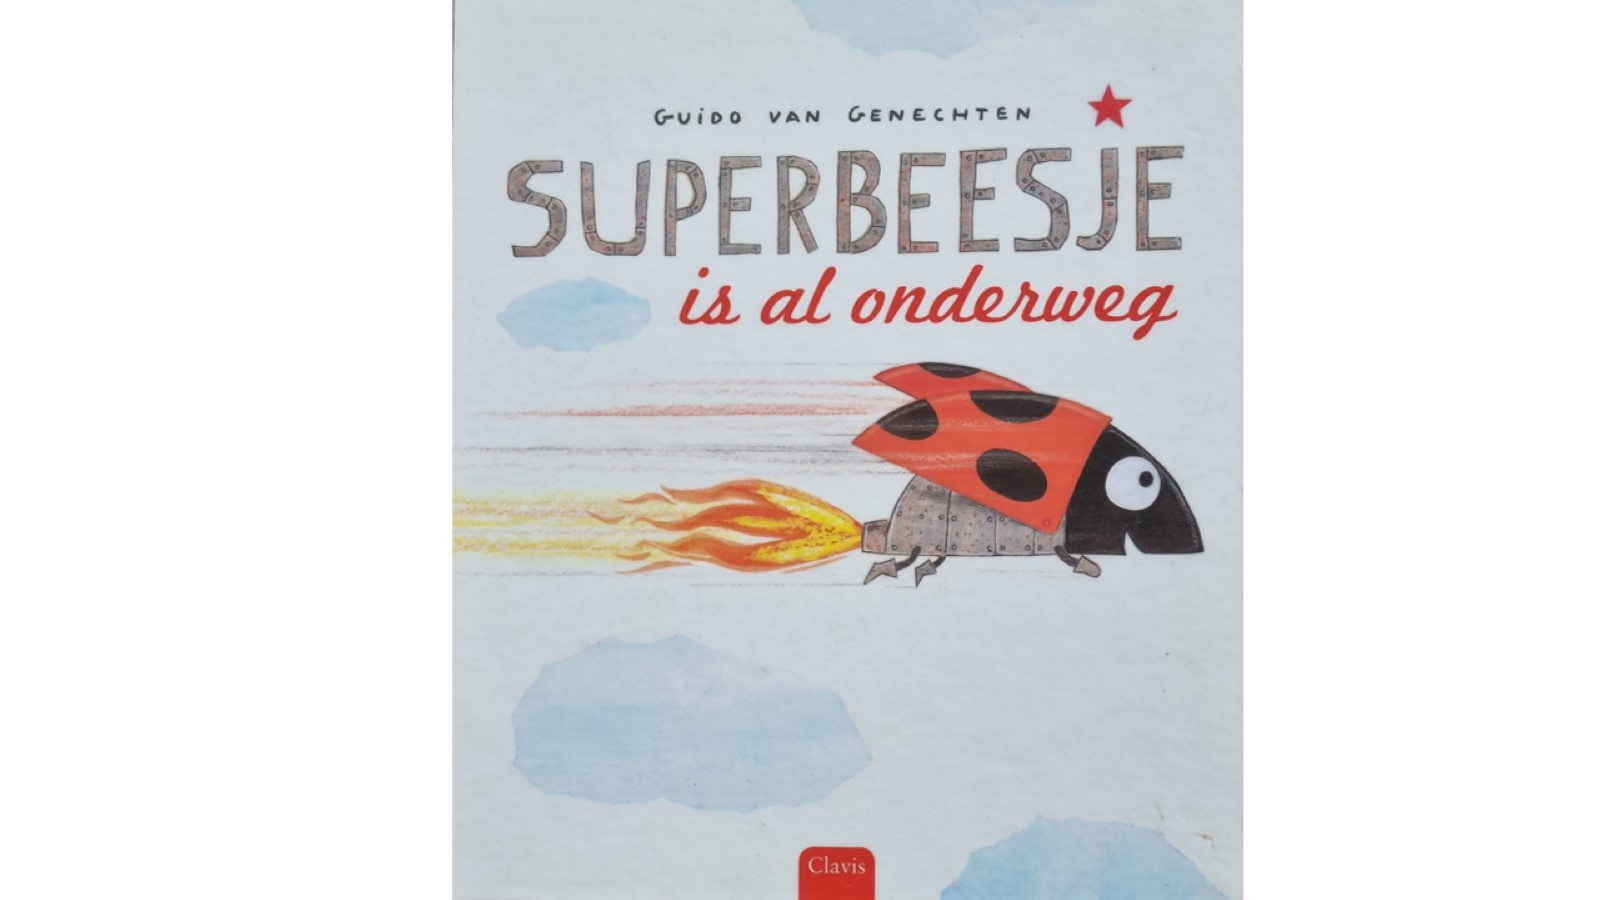 GUIDO VAN GENECHTEN
SUPERBEESJE
is al onderweg
Clavis